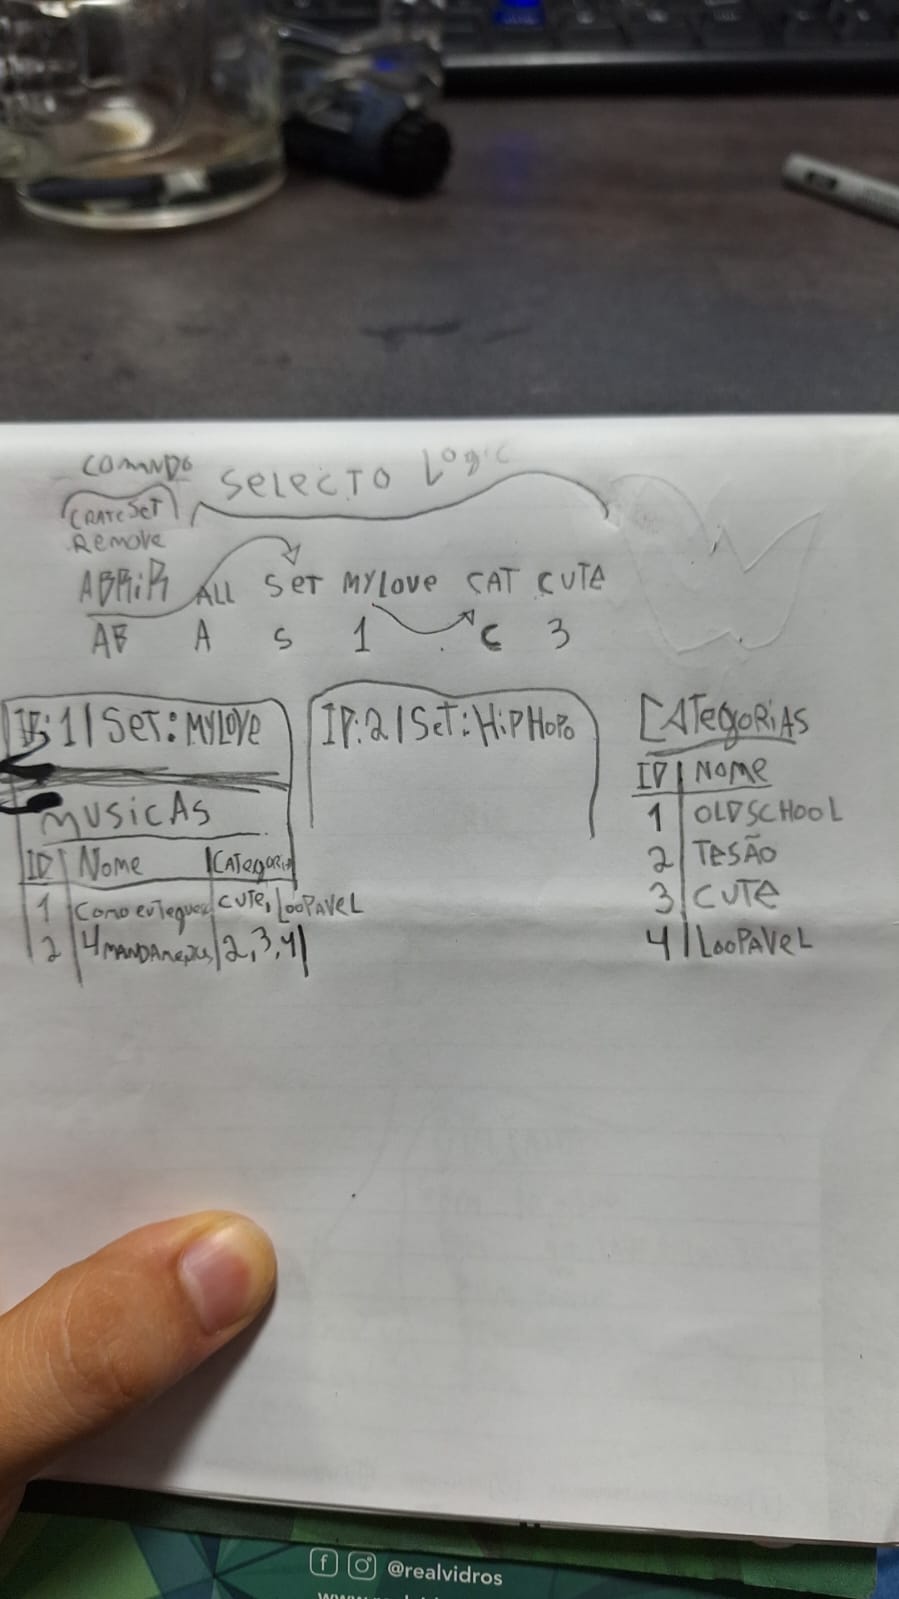 COMANDO
SELECTO LOGIC
CRATE SET
REMOVE
ABRIR ALL SET MYLOVE CAT CUTE
AB A S 1 C 3
ID:1/SET:MYLOVE
ID:2/SET:HIPHOPO
MUSICAS
ID NOME CATEGORIA
1 COMO EU TE QUERO CUTE, LOOPAVEL
2 4 2,3,4
CATEGORIAS
ID NOME
1 OLDSCHOOL
2 TESÃO
3 CUTE
4 LOOPAVEL
@realvidros